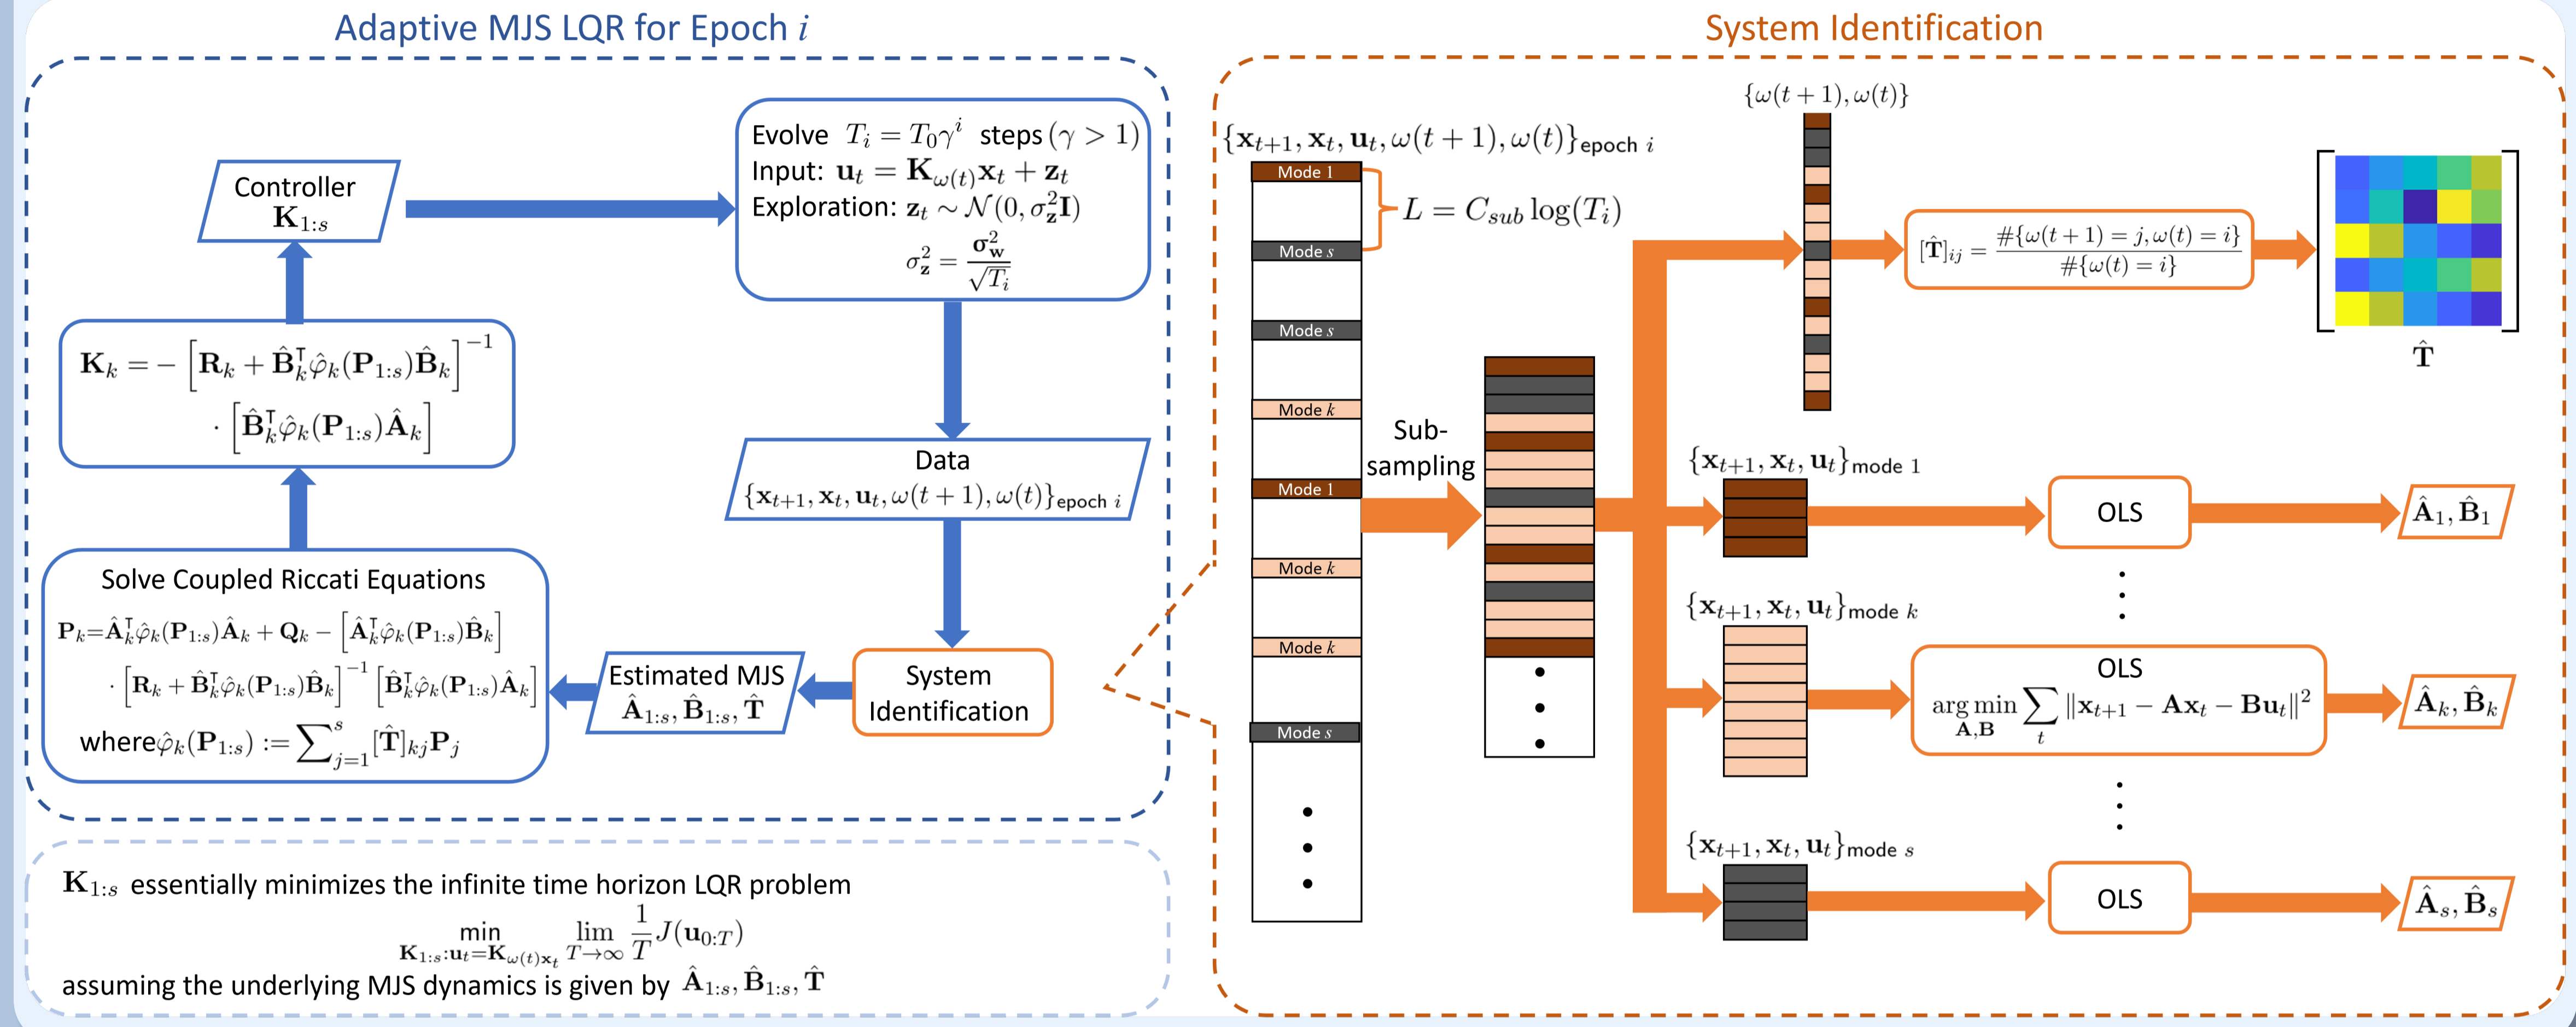 Adaptive MJS LQR for Epoch i
Controller
K_{1:s}
Evolve T_i = T_0γ^i steps (γ > 1)
Input: u_t = K_{ω(t)}x_t + z_t
Exploration: z_t ∼ N(0, σ_z^2 I)
σ_z^2 = σ_w^2 / √T_i
K_k = − [R_k + B̂_k^⊺ φ̂_k(P_{1:s})B̂_k]^{−1}
· [B̂_k^⊺ φ̂_k(P_{1:s})Â_k]
Data
{x_{t+1}, x_t, u_t, ω(t + 1), ω(t)}_{epoch i}
Solve Coupled Riccati Equations
P_k=Â_k^⊺ φ̂_k(P_{1:s})Â_k + Q_k − [Â_k^⊺ φ̂_k(P_{1:s})B̂_k]
· [R_k + B̂_k^⊺ φ̂_k(P_{1:s})B̂_k]^{−1} [B̂_k^⊺ φ̂_k(P_{1:s})Â_k]
where φ̂_k(P_{1:s}) := ∑_{j=1}^s [T̂]_{kj}P_j
Estimated MJS
Â_{1:s}, B̂_{1:s}, T̂
System
Identification
K_{1:s} essentially minimizes the infinite time horizon LQR problem
min_{K_{1:s}:u_t=K_{ω(t)x_t}} lim_{T→∞} 1/T J(u_{0:T})
assuming the underlying MJS dynamics is given by Â_{1:s}, B̂_{1:s}, T̂
System Identification
{x_{t+1}, x_t, u_t, ω(t + 1), ω(t)}_{epoch i}
Mode 1
L = C_{sub} log(T_i)
Mode s
Mode s
Mode k
Mode 1
Mode k
Mode k
Mode s
Sub-
sampling
{ω(t + 1), ω(t)}
[T̂]_{ij} = #{ω(t + 1) = j, ω(t) = i} / #{ω(t) = i}
T̂
{x_{t+1}, x_t, u_t}_{mode 1}
OLS
Â_1, B̂_1
{x_{t+1}, x_t, u_t}_{mode k}
OLS
arg min_{A,B} ∑_t ‖x_{t+1} − Ax_t − Bu_t‖^2
Â_k, B̂_k
{x_{t+1}, x_t, u_t}_{mode s}
OLS
Â_s, B̂_s